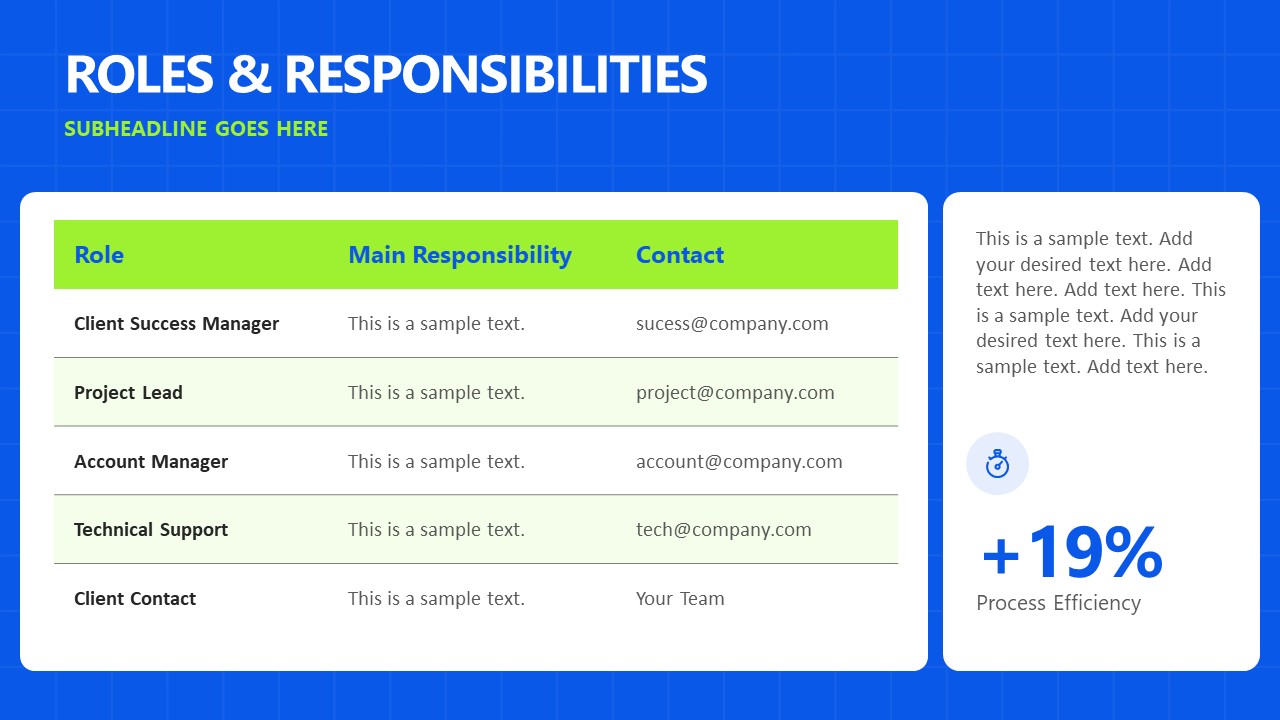 ROLES & RESPONSIBILITIES
SUBHEADLINE GOES HERE
Role Main Responsibility Contact
Client Success Manager This is a sample text. sucess@company.com
Project Lead This is a sample text. project@company.com
Account Manager This is a sample text. account@company.com
Technical Support This is a sample text. tech@company.com
Client Contact This is a sample text. Your Team
This is a sample text. Add
your desired text here. Add
text here. Add text here. This
is a sample text. Add your
desired text here. This is a
sample text. Add text here.
+19%
Process Efficiency